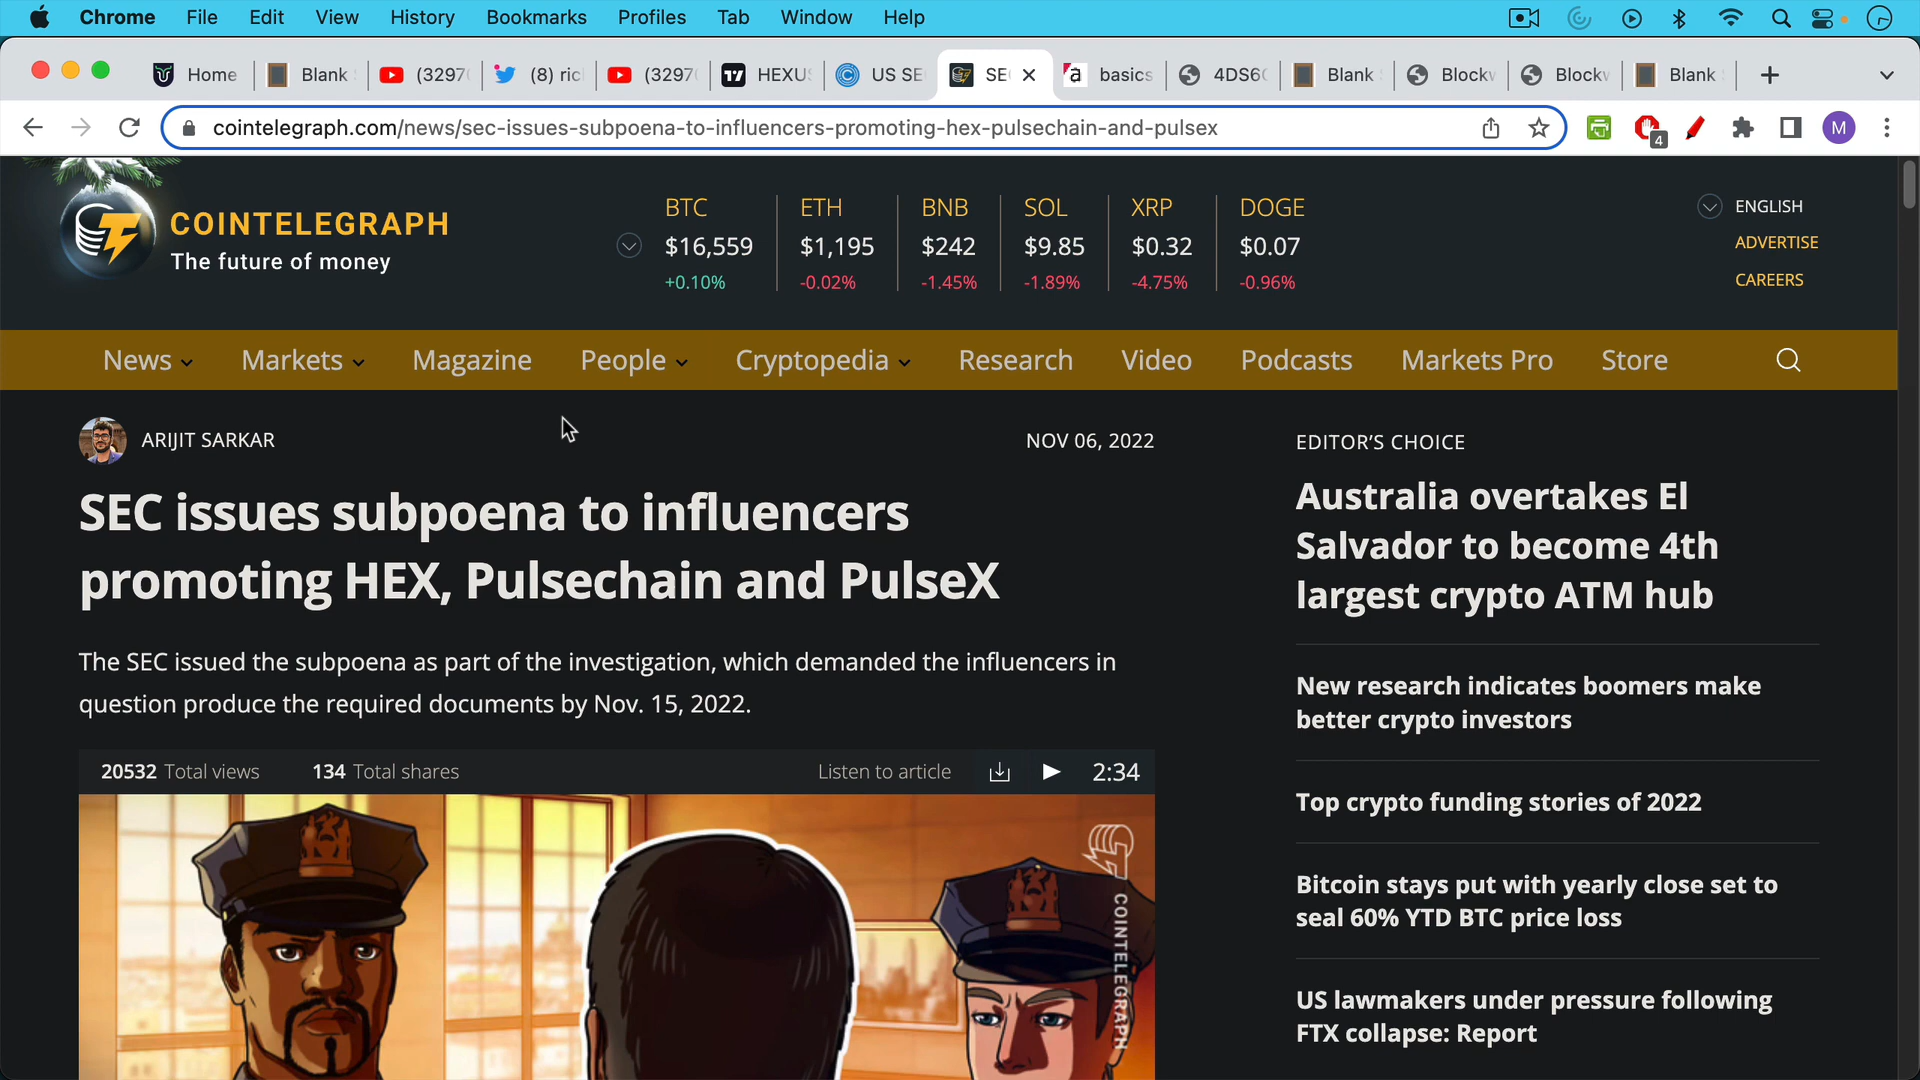 Chrome File Edit View History Bookmarks Profiles Tab Window Help
Home Blank (3297 (8) ric (3297 HEXUS US SE SE basics 4DS6 Block Block Blank
cointelegraph.com/news/sec-issues-subpoena-to-influencers-promoting-hex-pulsechain-and-pulsex
4
M
COINTELEGRAPH
The future of money
BTC ETH BNB SOL XRP DOGE
$16,559 $1,195 $242 $9.85 $0.32 $0.07
+0.10% -0.02% -1.45% -1.89% -4.75% -0.96%
ENGLISH
ADVERTISE
CAREERS
News Markets Magazine People Cryptopedia Research Video Podcasts Markets Pro Store
ARIJIT SARKAR
NOV 06, 2022
SEC issues subpoena to influencers
promoting HEX, Pulsechain and PulseX
The SEC issued the subpoena as part of the investigation, which demanded the influencers in
question produce the required documents by Nov. 15, 2022.
20532 Total views 134 Total shares Listen to article 2:34
COINTELEGRAPH
EDITOR'S CHOICE
Australia overtakes El
Salvador to become 4th
largest crypto ATM hub
New research indicates boomers make
better crypto investors
Top crypto funding stories of 2022
Bitcoin stays put with yearly close set to
seal 60% YTD BTC price loss
US lawmakers under pressure following
FTX collapse: Report